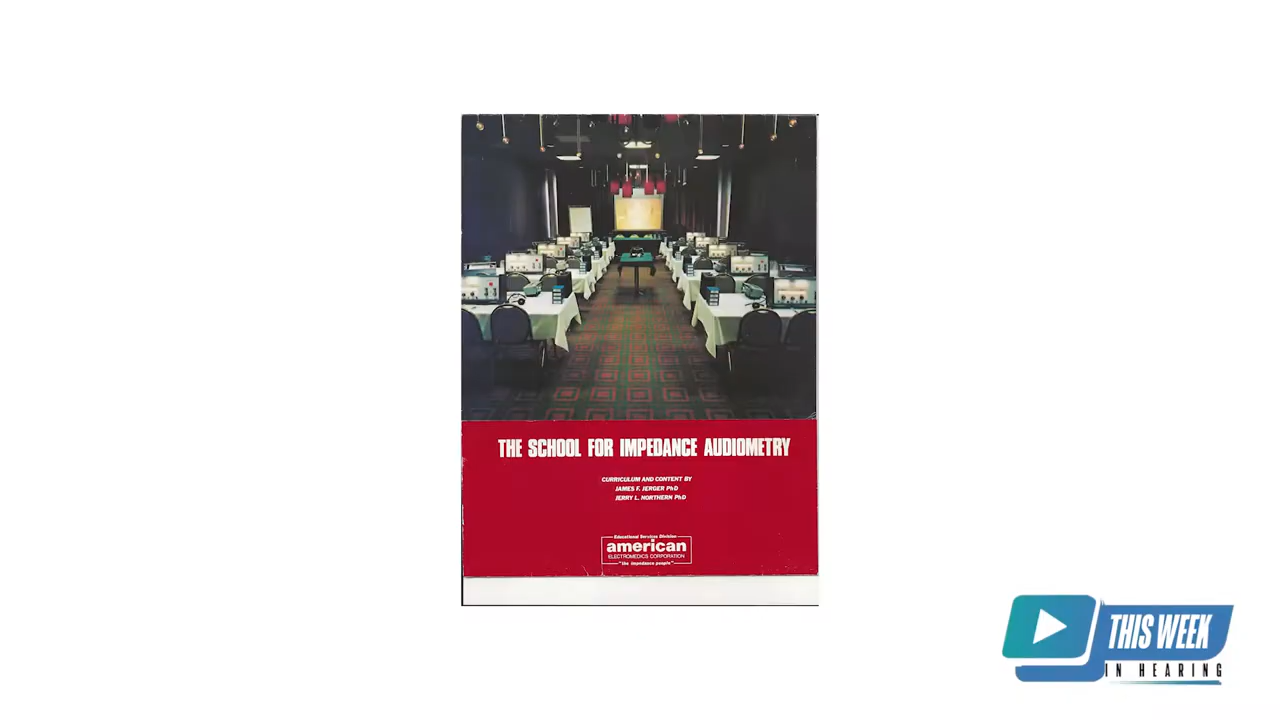 THE SCHOOL FOR IMPEDANCE AUDIOMETRY
CURRICULUM AND CONTENT BY
JAMES F. JERGER PhD
JERRY L. NORTHERN PhD
Educational Services Division
american
ELECTROMEDICS CORPORATION
"the impedance people"
THIS WEEK
IN HEARING